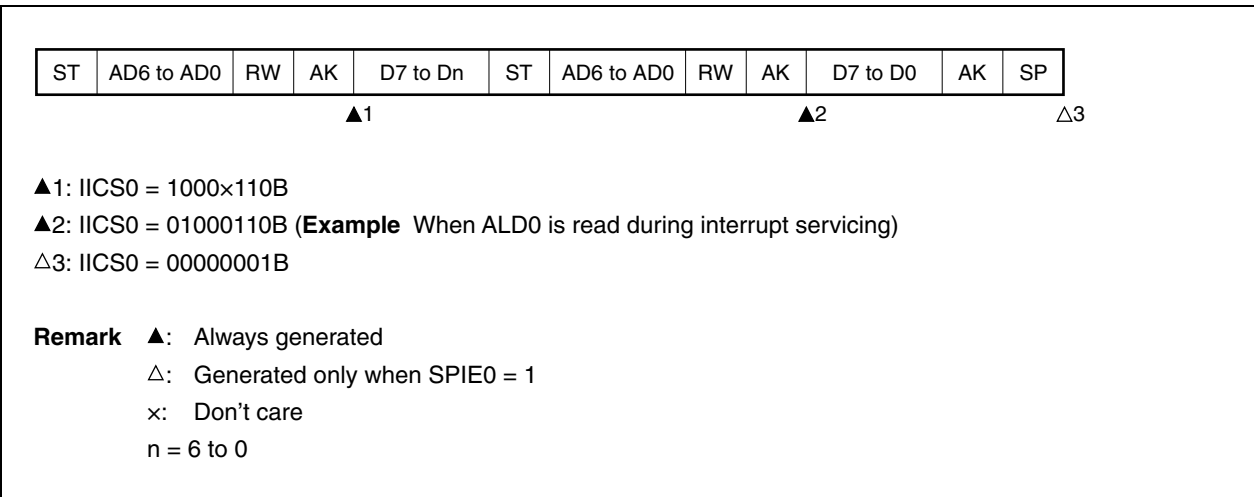 ST AD6 to AD0 RW AK D7 to Dn ST AD6 to AD0 RW AK D7 to D0 AK SP
▲1 ▲2 △3
▲1: IICS0 = 1000×110B
▲2: IICS0 = 01000110B (Example When ALD0 is read during interrupt servicing)
△3: IICS0 = 00000001B
Remark ▲: Always generated
△: Generated only when SPIE0 = 1
×: Don't care
n = 6 to 0